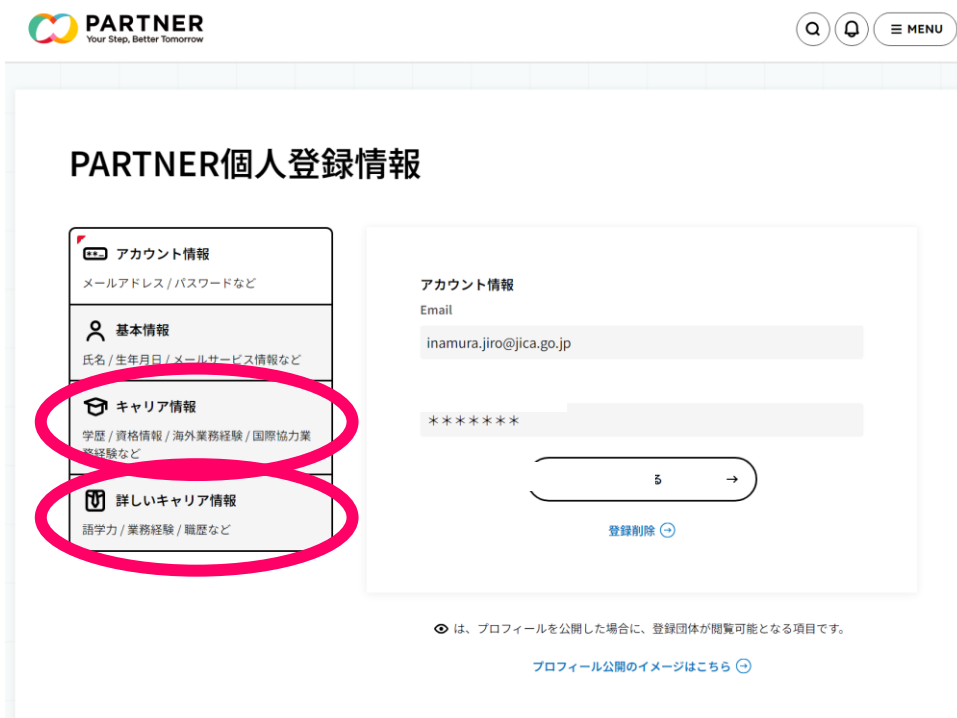 PARTNER
Your Step, Better Tomorrow
MENU
PARTNER個人登録情報
アカウント情報
メールアドレス / パスワードなど
基本情報
氏名 / 生年月日 / メールサービス情報など
キャリア情報
学歴 / 資格情報 / 海外業務経験 / 国際協力業
務経験など
詳しいキャリア情報
語学力 / 業務経験 / 職歴など
アカウント情報
Email
inamura.jiro@jica.go.jp
*******
る →
登録削除
は、プロフィールを公開した場合に、登録団体が閲覧可能となる項目です。
プロフィール公開のイメージはこちら